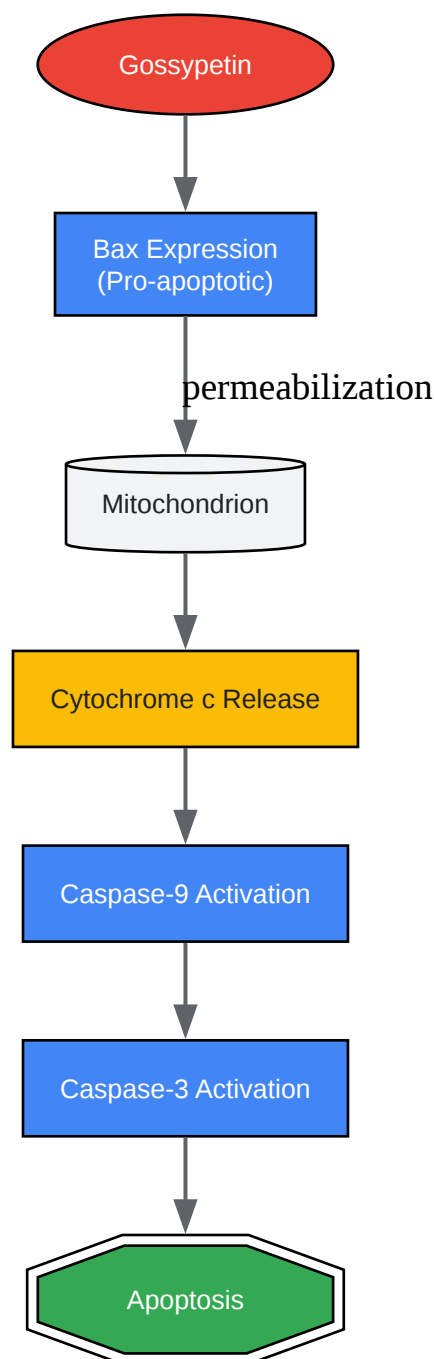 Gossypetin
Bax Expression
(Pro-apoptotic)
permeabilization
Mitochondrion
Cytochrome c Release
Caspase-9 Activation
Caspase-3 Activation
Apoptosis